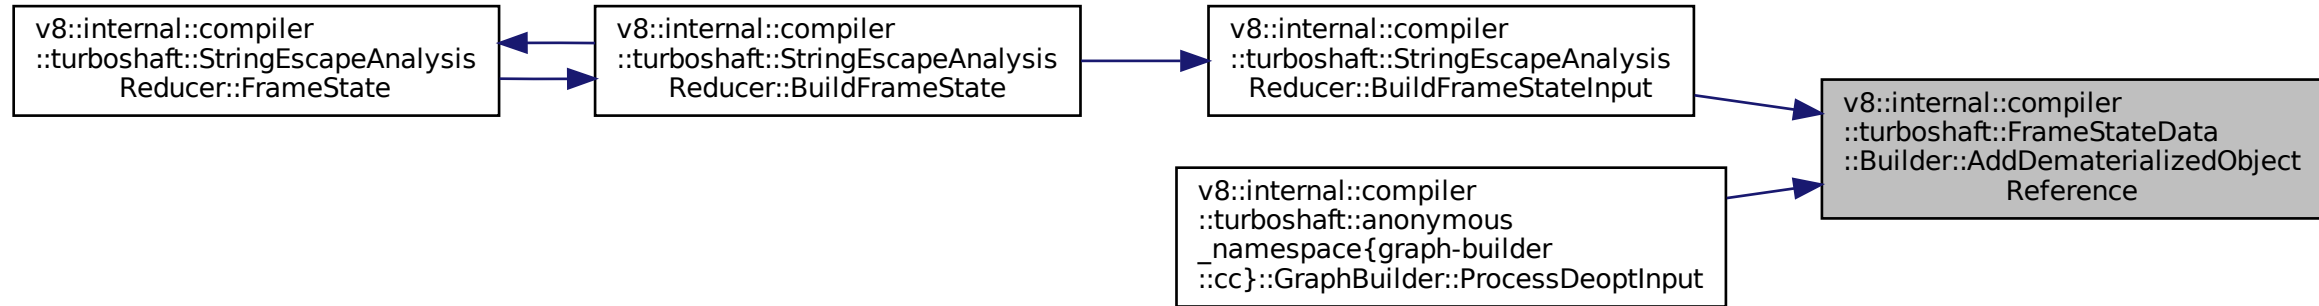 v8::internal::compiler
::turboshaft::StringEscapeAnalysis
Reducer::FrameState
v8::internal::compiler
::turboshaft::StringEscapeAnalysis
Reducer::BuildFrameState
v8::internal::compiler
::turboshaft::StringEscapeAnalysis
Reducer::BuildFrameStateInput
v8::internal::compiler
::turboshaft::FrameStateData
::Builder::AddDematerializedObject
Reference
v8::internal::compiler
::turboshaft::anonymous
_namespace{graph-builder
::cc}::GraphBuilder::ProcessDeoptInput